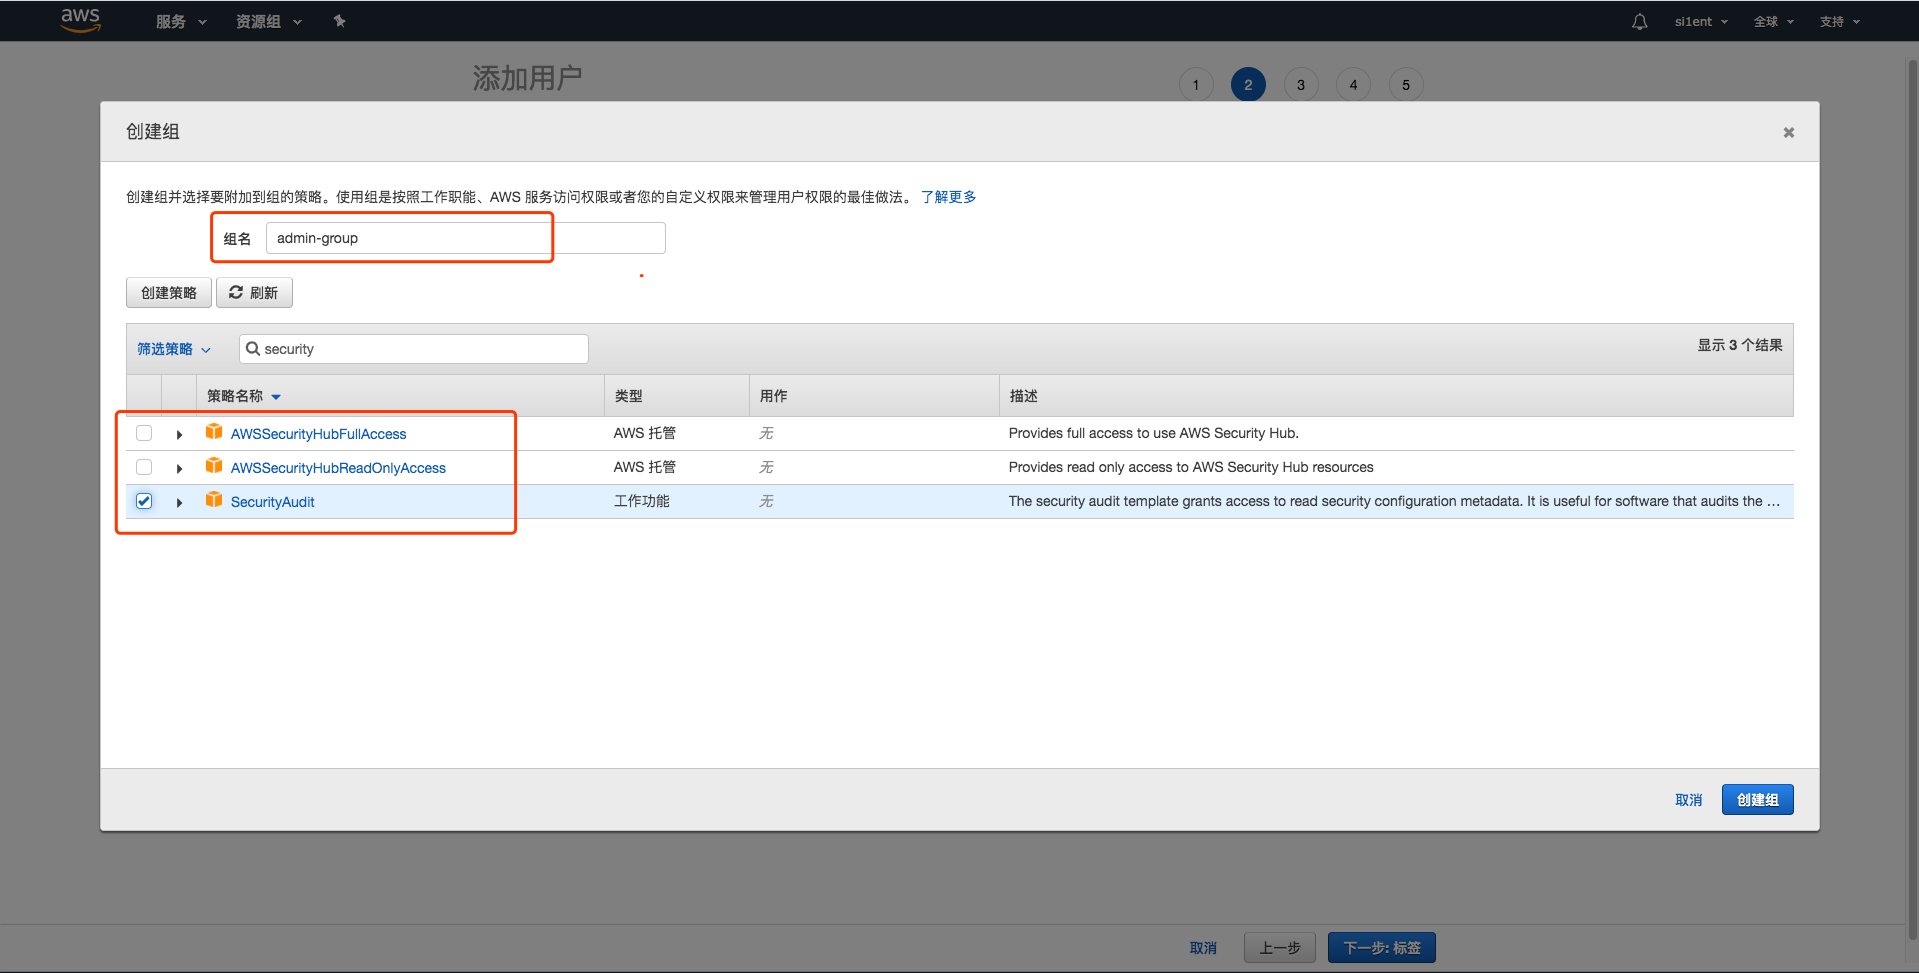 aws 服务 资源组 si1ent 全球 支持
添加用户 1 2 3 4 5
创建组
创建组并选择要附加到组的策略。使用组是按照工作职能、AWS 服务访问权限或者您的自定义权限来管理用户权限的最佳做法。 了解更多
组名 admin-group
创建策略 刷新
筛选策略 security 显示 3 个结果
策略名称 类型 用作 描述
AWSSecurityHubFullAccess AWS 托管 无 Provides full access to use AWS Security Hub.
AWSSecurityHubReadOnlyAccess AWS 托管 无 Provides read only access to AWS Security Hub resources
SecurityAudit 工作功能 无 The security audit template grants access to read security configuration metadata. It is useful for software that audits the ...
取消 创建组
取消 上一步 下一步: 标签